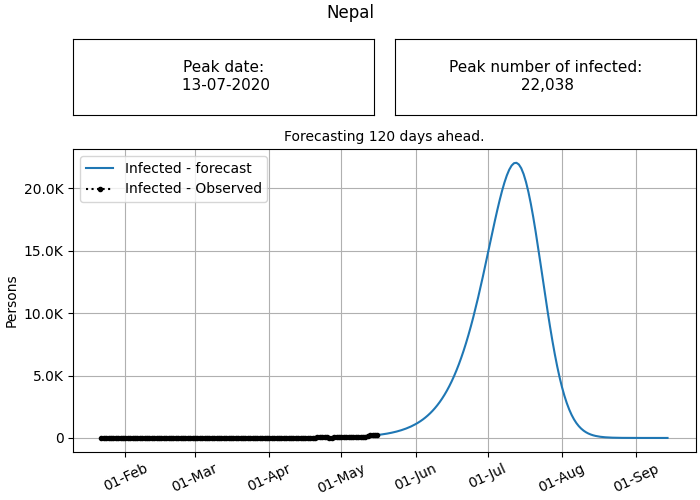 Nepal
Peak date:
13-07-2020
Peak number of infected:
22,038
Forecasting 120 days ahead.
Infected - forecast
Infected - Observed
20.0K
15.0K
10.0K
5.0K
0
Persons
01-Feb
01-Mar
01-Apr
01-May
01-Jun
01-Jul
01-Aug
01-Sep